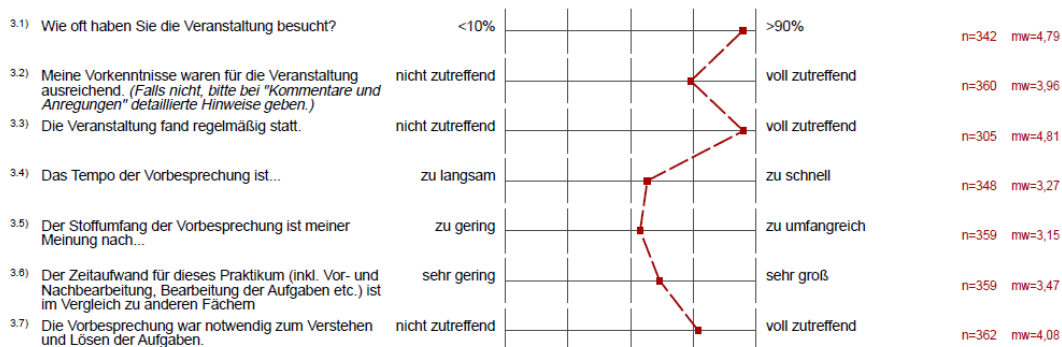 3.1) Wie oft haben Sie die Veranstaltung besucht? <10% >90% n=342 mw=4,79
3.2) Meine Vorkenntnisse waren für die Veranstaltung nicht zutreffend voll zutreffend n=360 mw=3,96
ausreichend. (Falls nicht, bitte bei "Kommentare und
Anregungen" detaillierte Hinweise geben.)
3.3) Die Veranstaltung fand regelmäßig statt. nicht zutreffend voll zutreffend n=305 mw=4,81
3.4) Das Tempo der Vorbesprechung ist... zu langsam zu schnell n=348 mw=3,27
3.5) Der Stoffumfang der Vorbesprechung ist meiner zu gering zu umfangreich n=359 mw=3,15
Meinung nach...
3.6) Der Zeitaufwand für dieses Praktikum (inkl. Vor- und sehr gering sehr groß n=359 mw=3,47
Nachbearbeitung, Bearbeitung der Aufgaben etc.) ist
im Vergleich zu anderen Fächern
3.7) Die Vorbesprechung war notwendig zum Verstehen nicht zutreffend voll zutreffend n=362 mw=4,08
und Lösen der Aufgaben.